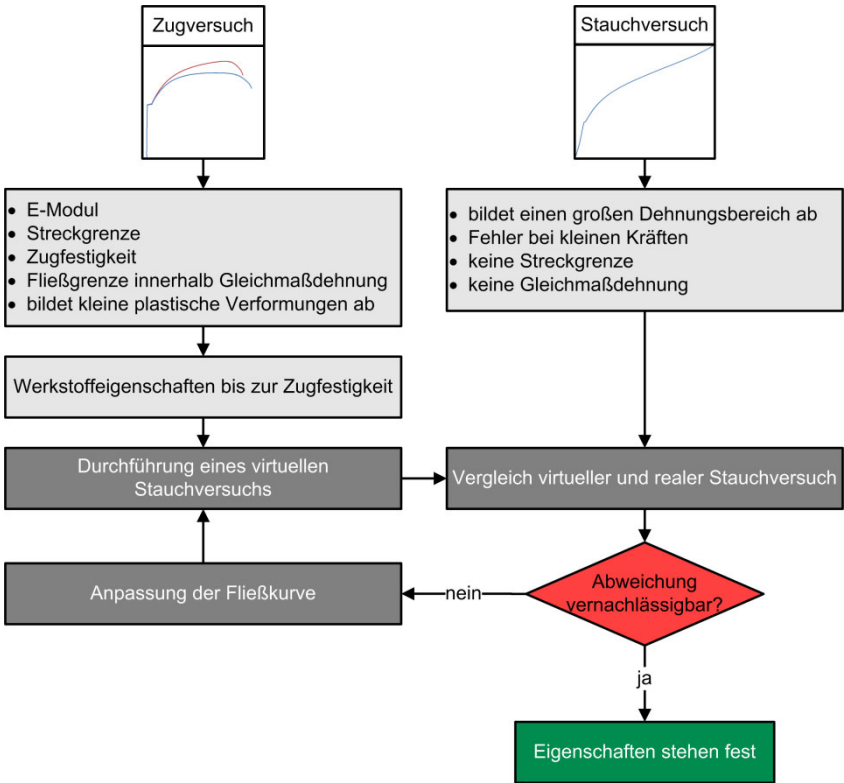 Zugversuch
Stauchversuch
• E-Modul
• Streckgrenze
• Zugfestigkeit
• Fließgrenze innerhalb Gleichmaßdehnung
• bildet kleine plastische Verformungen ab
• bildet einen großen Dehnungsbereich ab
• Fehler bei kleinen Kräften
• keine Streckgrenze
• keine Gleichmaßdehnung
Werkstoffeigenschaften bis zur Zugfestigkeit
Durchführung eines virtuellen
Stauchversuchs
Vergleich virtueller und realer Stauchversuch
Anpassung der Fließkurve
nein
Abweichung
vernachlässigbar?
ja
Eigenschaften stehen fest